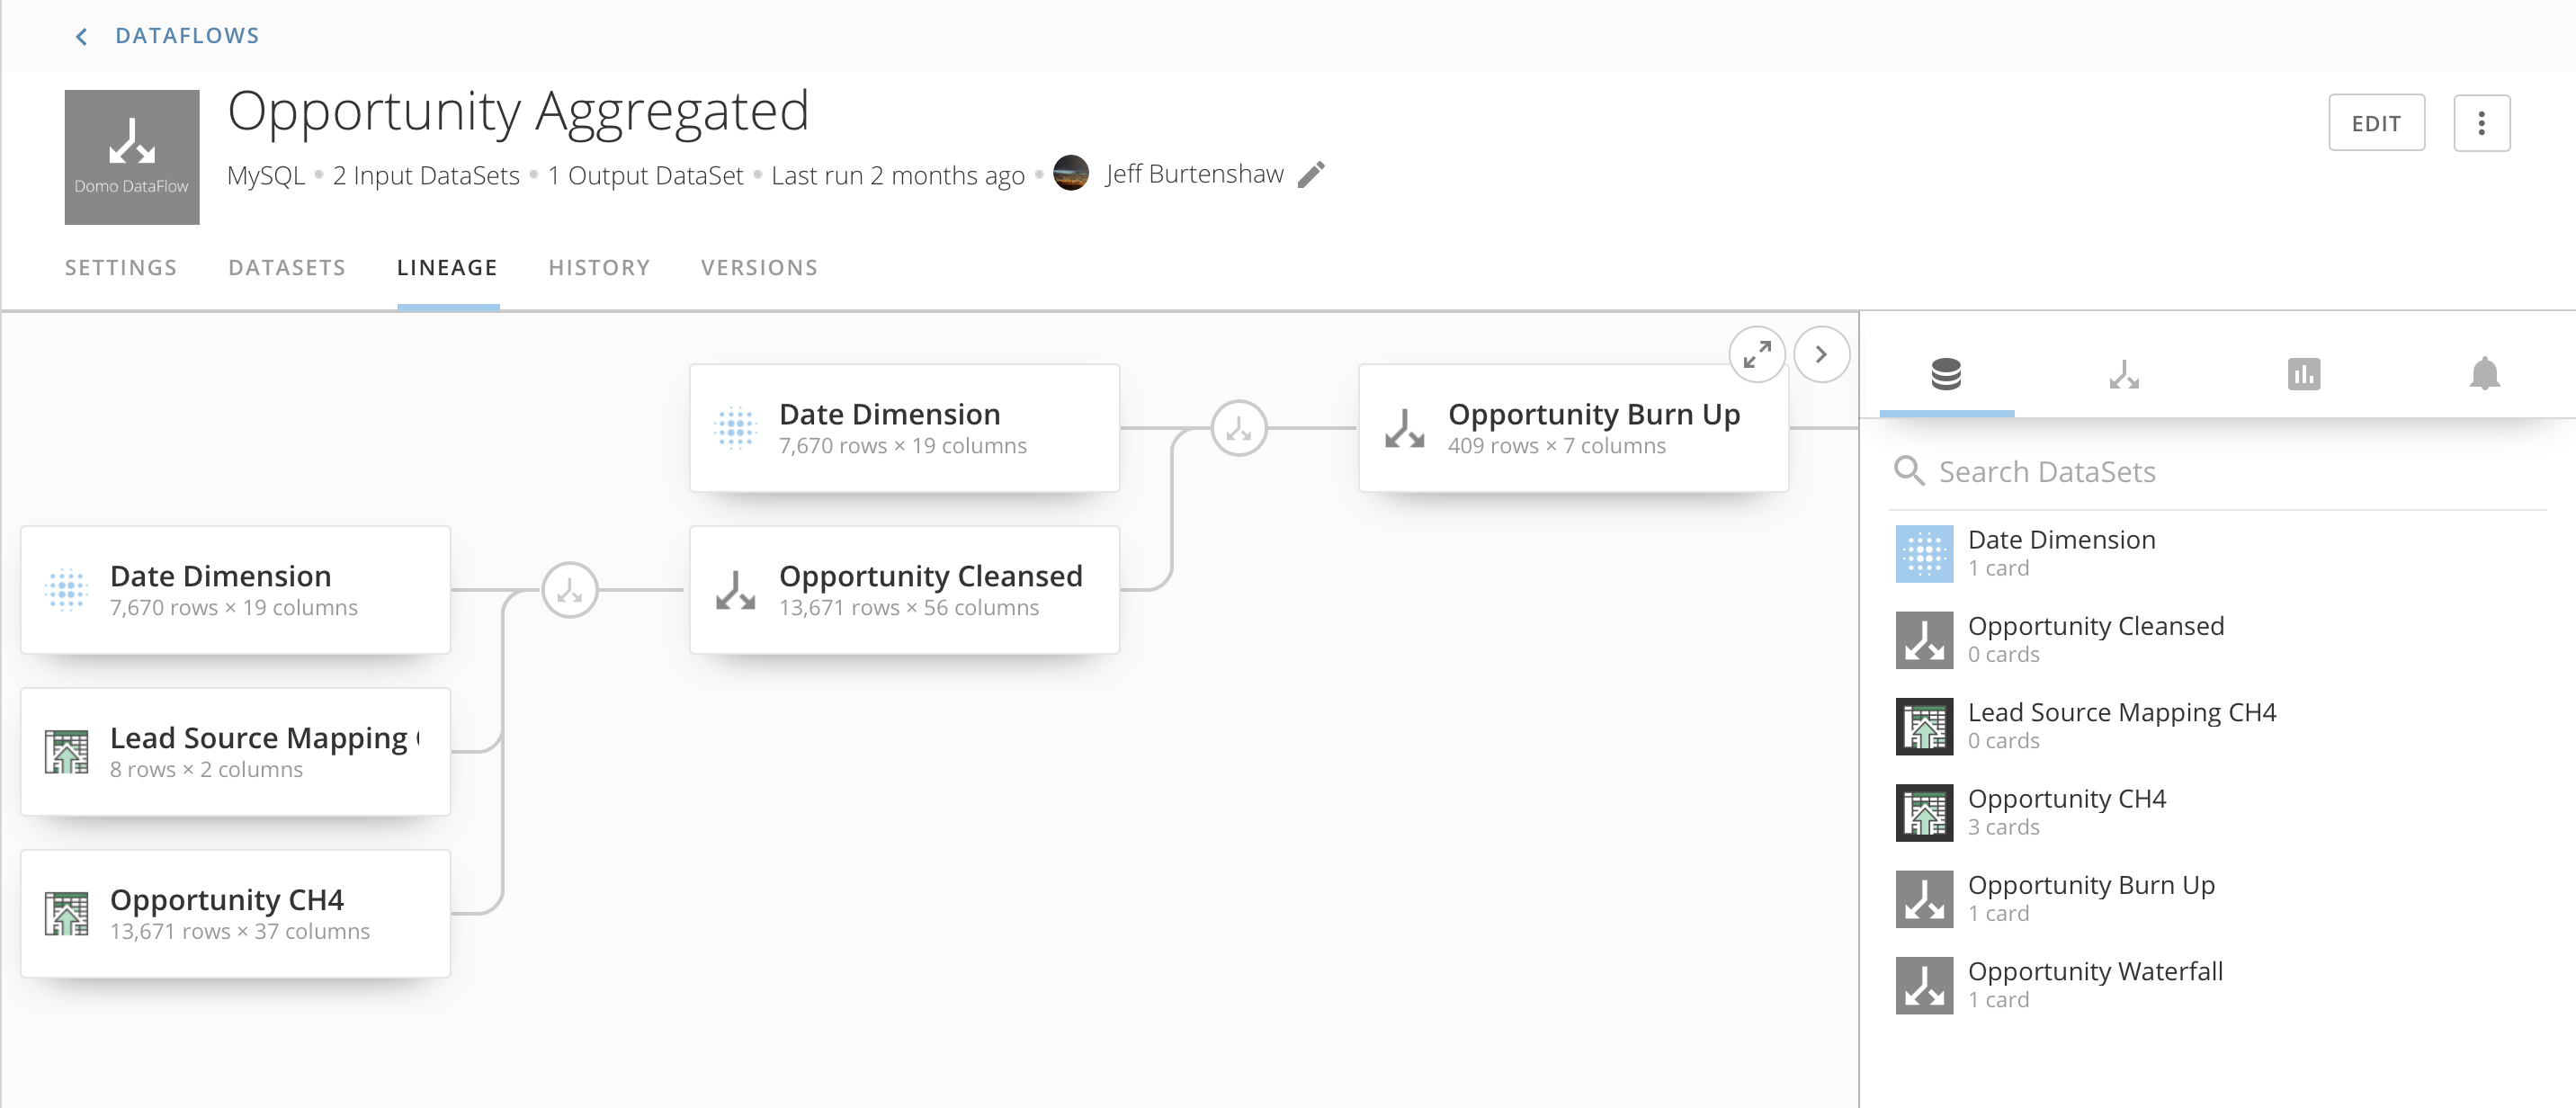 DATAFLOWS
Domo DataFlow
Opportunity Aggregated
MySQL • 2 Input DataSets • 1 Output DataSet • Last run 2 months ago • Jeff Burtenshaw
EDIT
SETTINGS DATASETS LINEAGE HISTORY VERSIONS
Date Dimension
7,670 rows × 19 columns
Lead Source Mapping
8 rows × 2 columns
Opportunity CH4
13,671 rows × 37 columns
Date Dimension
7,670 rows × 19 columns
Opportunity Cleansed
13,671 rows × 56 columns
Opportunity Burn Up
409 rows × 7 columns
Search DataSets
Date Dimension
1 card
Opportunity Cleansed
0 cards
Lead Source Mapping CH4
0 cards
Opportunity CH4
3 cards
Opportunity Burn Up
1 card
Opportunity Waterfall
1 card